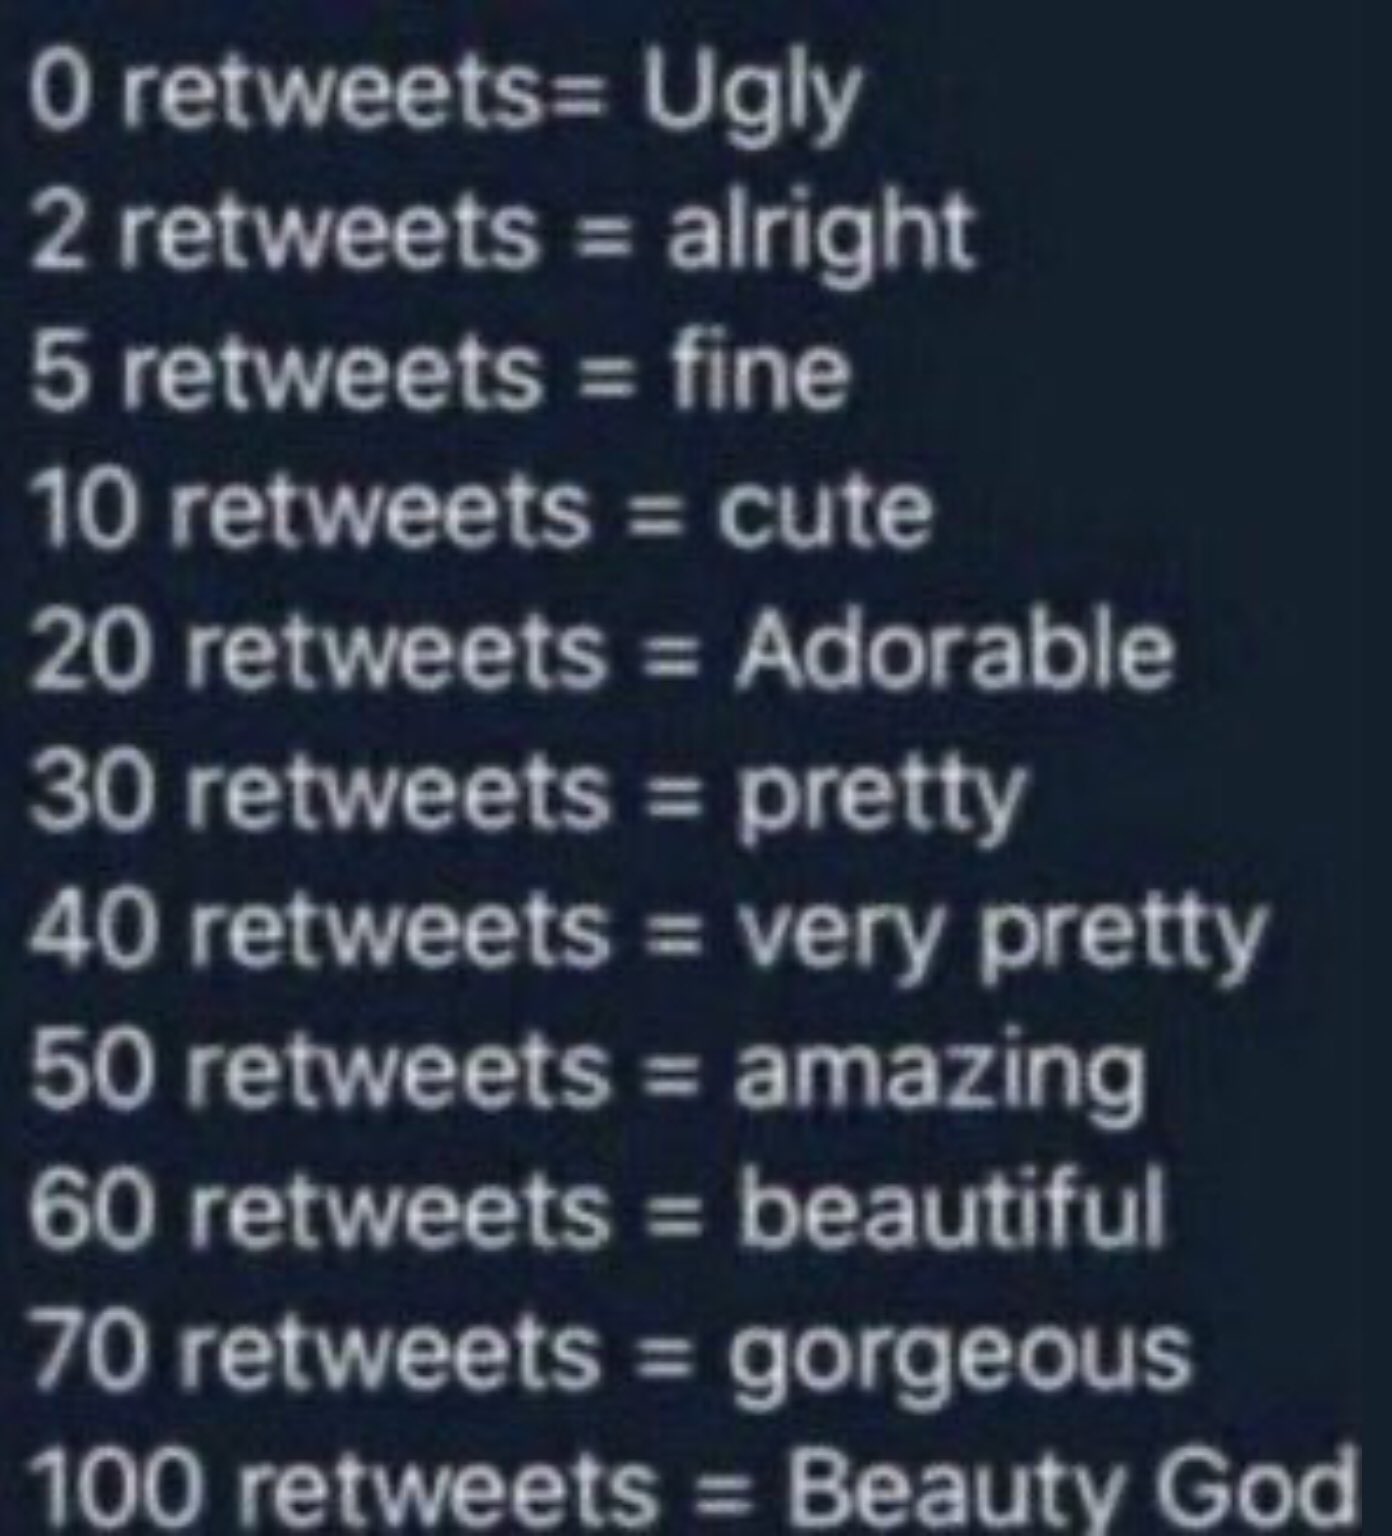 0 retweets= Ugly
2 retweets = alright
5 retweets = fine
10 retweets = cute
20 retweets = Adorable
30 retweets = pretty
40 retweets = very pretty
50 retweets = amazing
60 retweets = beautiful
70 retweets = gorgeous
100 retweets = Beauty God